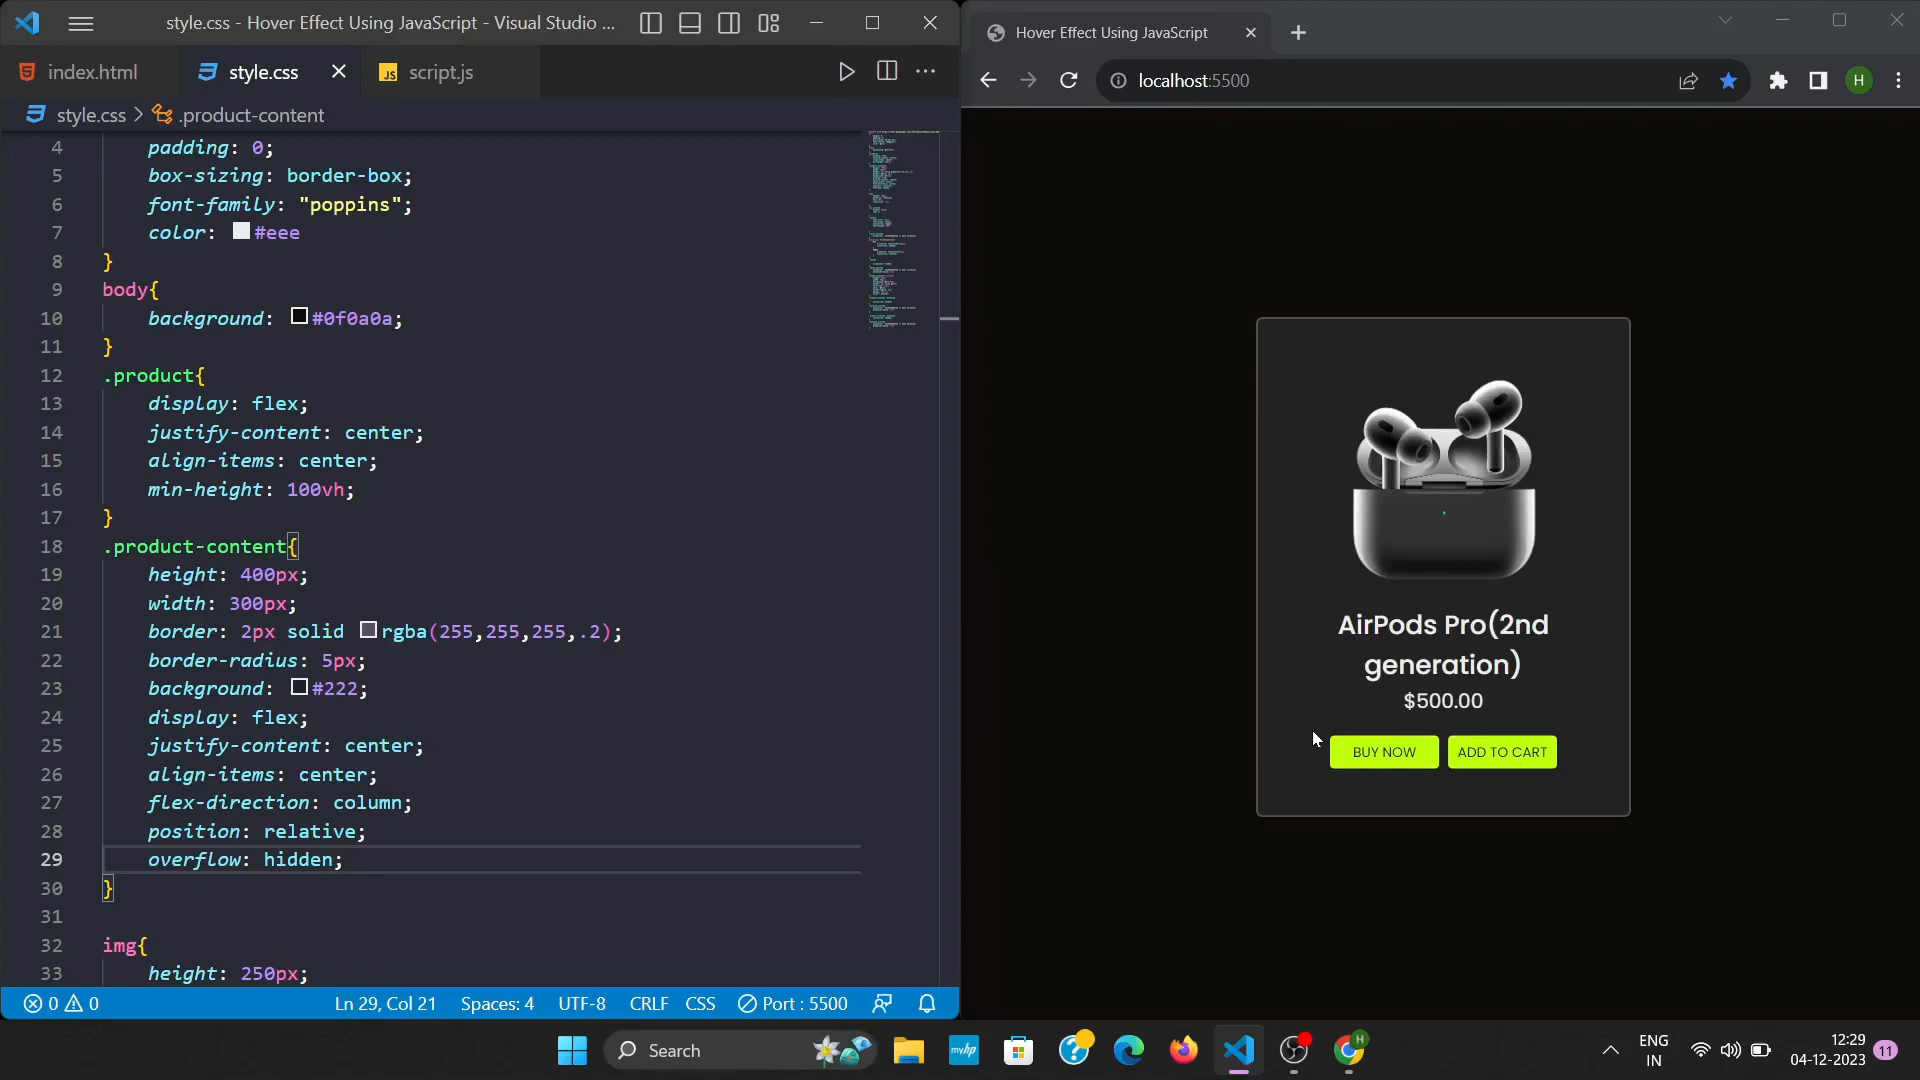 style.css - Hover Effect Using JavaScript - Visual Studio ...
index.html
style.css
JS script.js
style.css > .product-content
4 padding: 0;
5 box-sizing: border-box;
6 font-family: "poppins";
7 color: #eee
8 }
9 body{
10 background: #0f0a0a;
11 }
12 .product{
13 display: flex;
14 justify-content: center;
15 align-items: center;
16 min-height: 100vh;
17 }
18 .product-content{
19 height: 400px;
20 width: 300px;
21 border: 2px solid rgba(255,255,255,.2);
22 border-radius: 5px;
23 background: #222;
24 display: flex;
25 justify-content: center;
26 align-items: center;
27 flex-direction: column;
28 position: relative;
29 overflow: hidden;
30 }
31
32 img{
33 height: 250px;
0 0 Ln 29, Col 21 Spaces: 4 UTF-8 CRLF CSS Port : 5500
Hover Effect Using JavaScript
localhost:5500
H
AirPods Pro(2nd
generation)
$500.00
BUY NOW ADD TO CART
Search
myhp
H
ENG
IN
12:29
04-12-2023
11